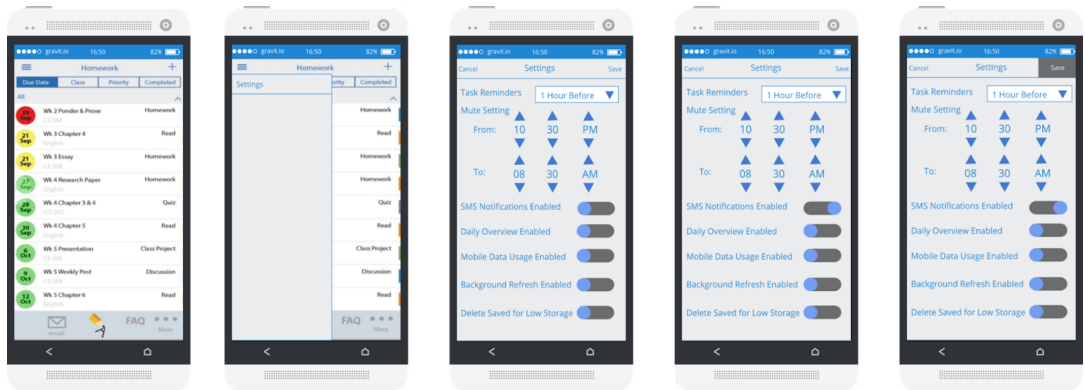 gravit.io 16:50 82%
Homework +
Due Date Class Priority Completed
All
19 Sep Wk 2 Ponder & Prove Homework
CS 364
21 Sep Wk 3 Chapter 4 Read
English
21 Sep Wk 3 Essay Homework
CS 308
27 Sep Wk 4 Research Paper Homework
English
28 Sep Wk 4 Chapter 3 & 4 Quiz
CIT 262
30 Sep Wk 4 Chapter 5 Read
English
6 Oct Wk 5 Presentation Class Project
CS 308
9 Oct Wk 5 Weekly Post Discussion
CS 364
12 Oct Wk 5 Chapter 6 Read
English
email FAQ More
gravit.io 16:50 82%
Homework +
Settings Completed
Homework
Read
Homework
Homework
Quiz
Read
Class Project
Discussion
Read
FAQ More
gravit.io 16:50 82%
Cancel Settings Save
Task Reminders 1 Hour Before
Mute Setting
From: 10 30 PM
To: 08 30 AM
SMS Notifications Enabled
Daily Overview Enabled
Mobile Data Usage Enabled
Background Refresh Enabled
Delete Saved for Low Storage
gravit.io 16:50 82%
Cancel Settings Save
Task Reminders 1 Hour Before
Mute Setting
From: 10 30 PM
To: 08 30 AM
SMS Notifications Enabled
Daily Overview Enabled
Mobile Data Usage Enabled
Background Refresh Enabled
Delete Saved for Low Storage
gravit.io 16:50 82%
Cancel Settings Save
Task Reminders 1 Hour Before
Mute Setting
From: 10 30 PM
To: 08 30 AM
SMS Notifications Enabled
Daily Overview Enabled
Mobile Data Usage Enabled
Background Refresh Enabled
Delete Saved for Low Storage